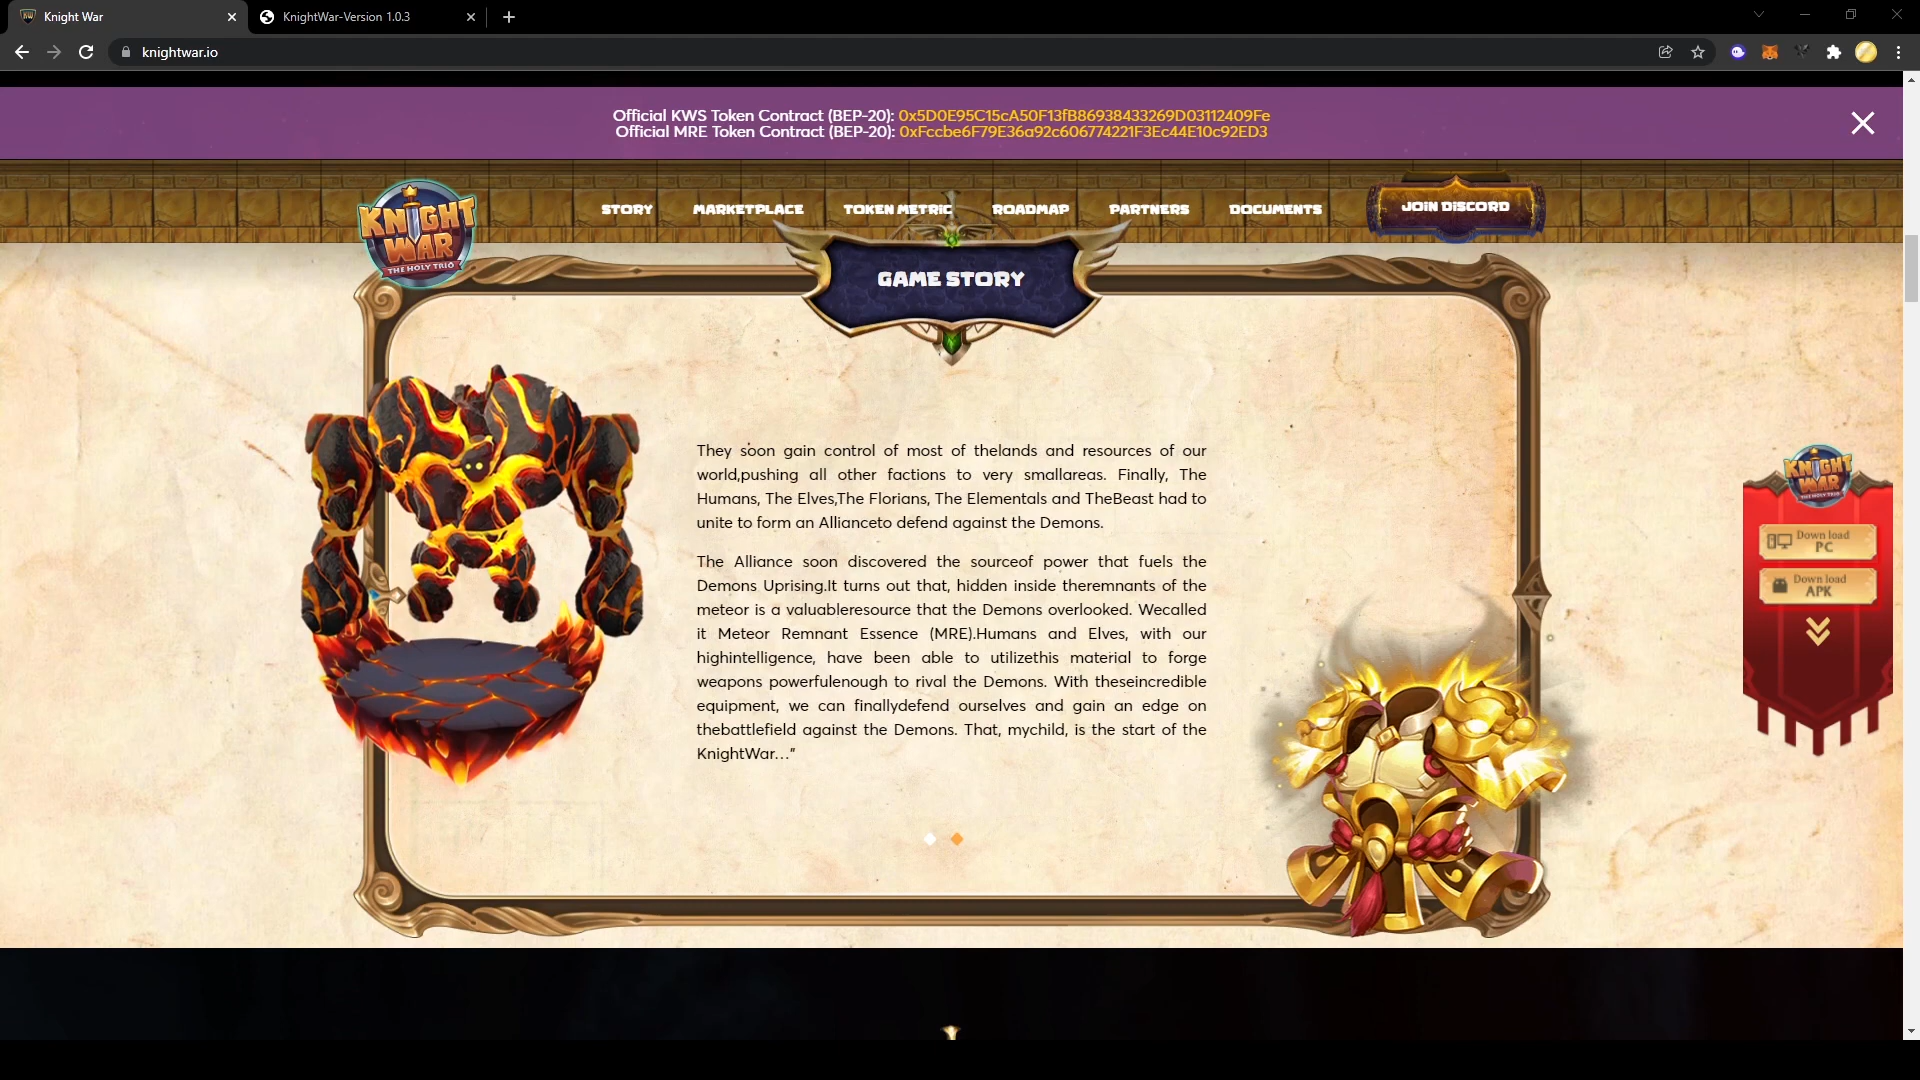 Knight War
KnightWar-Version 1.0.3
knightwar.io
Official KWS Token Contract (BEP-20): 0x5D0E95C15cA50F13fB86938433269D03112409Fe
Official MRE Token Contract (BEP-20): 0xFccbe6F79E36a92c606774221F3Ec44E10c92ED3
KNIGHT
WAR
THE HOLY TRIO
STORY
MARKETPLACE
TOKEN METRIC
ROADMAP
PARTNERS
DOCUMENTS
JOIN DISCORD
GAME STORY
They soon gain control of most of thelands and resources of our
world,pushing all other factions to very smallareas. Finally, The
Humans, The Elves,The Florians, The Elementals and TheBeast had to
unite to form an Allianceto defend against the Demons.
The Alliance soon discovered the sourceof power that fuels the
Demons Uprising.It turns out that, hidden inside theremnants of the
meteor is a valuableresource that the Demons overlooked. Wecalled
it Meteor Remnant Essence (MRE).Humans and Elves, with our
highintelligence, have been able to utilizethis material to forge
weapons powerfulenough to rival the Demons. With theseincredible
equipment, we can finallydefend ourselves and gain an edge on
thebattlefield against the Demons. That, mychild, is the start of the
KnightWar..."
KNIGHT
WAR
THE HOLY TRIO
Down load
PC
Down load
APK